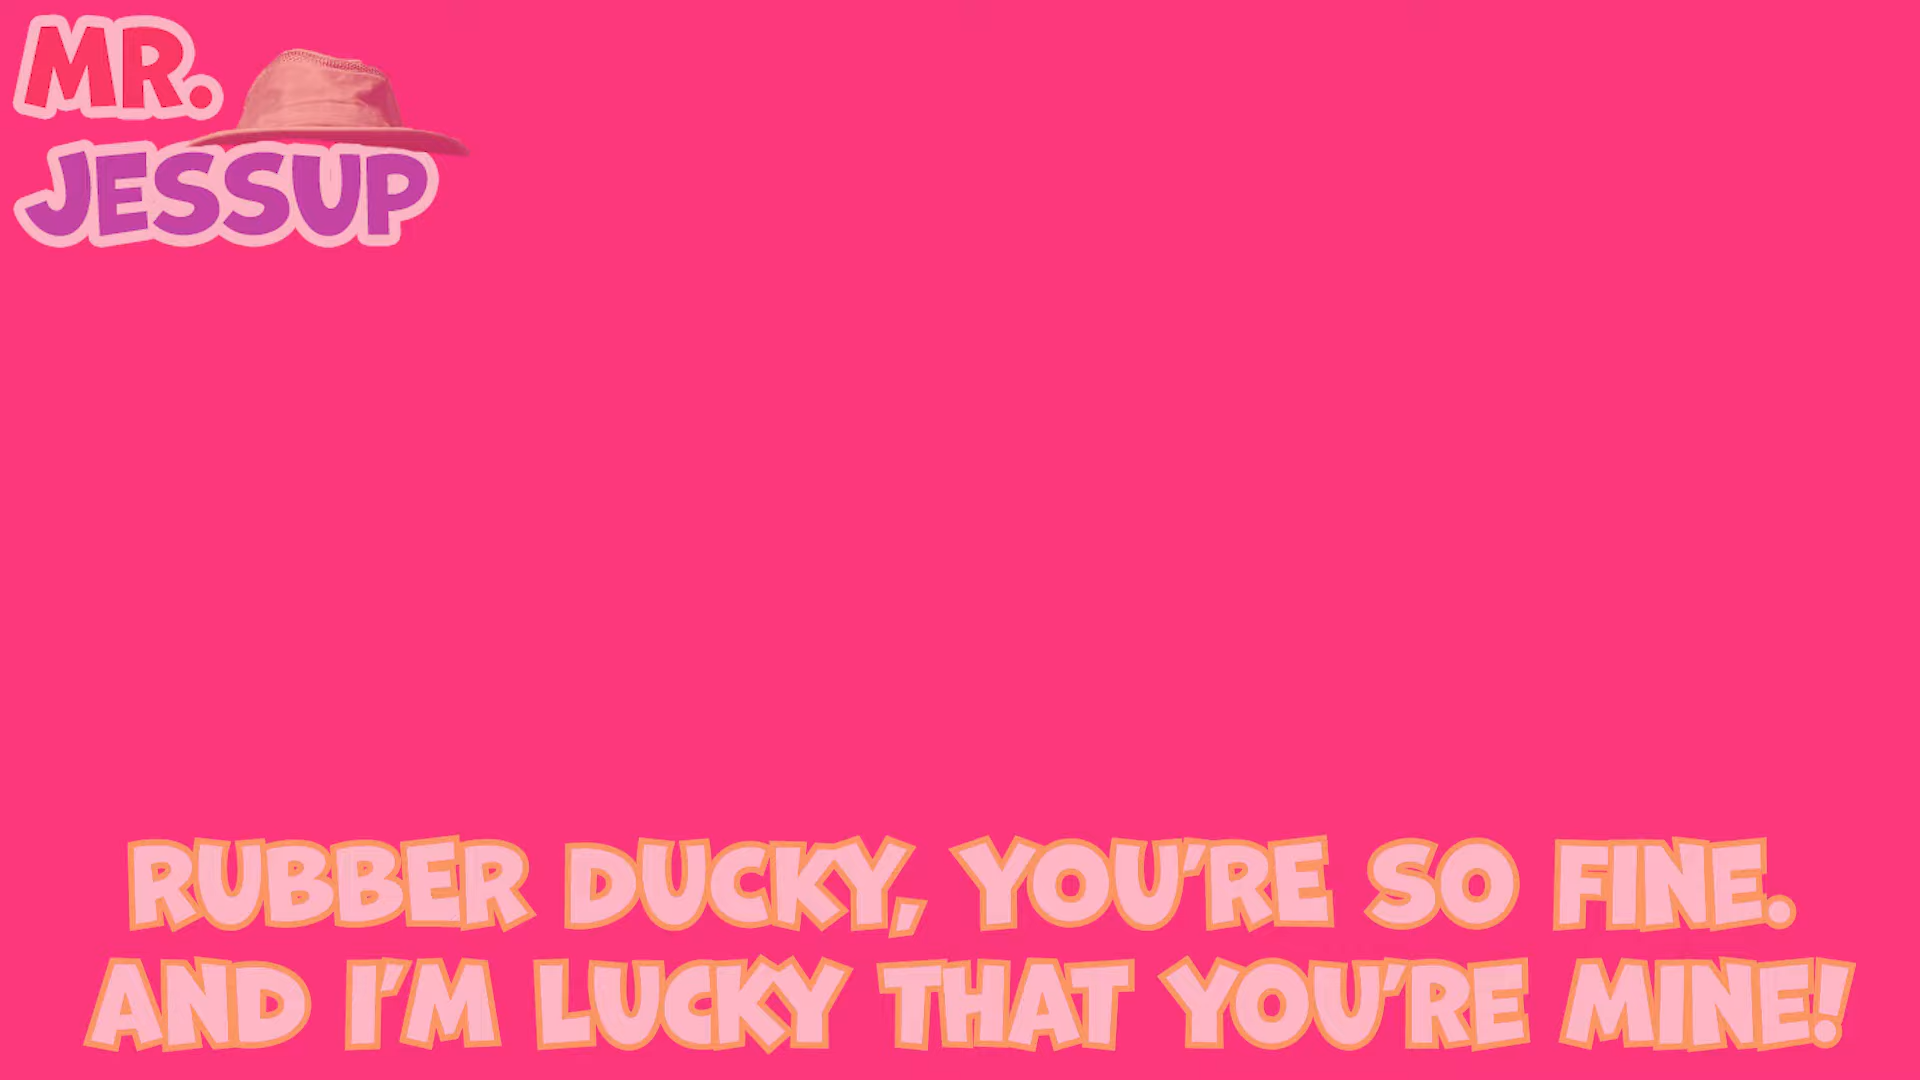 MR.
JESSUP
RUBBER DUCKY, YOU'RE SO FINE.
AND I'M LUCKY THAT YOU'RE MINE!